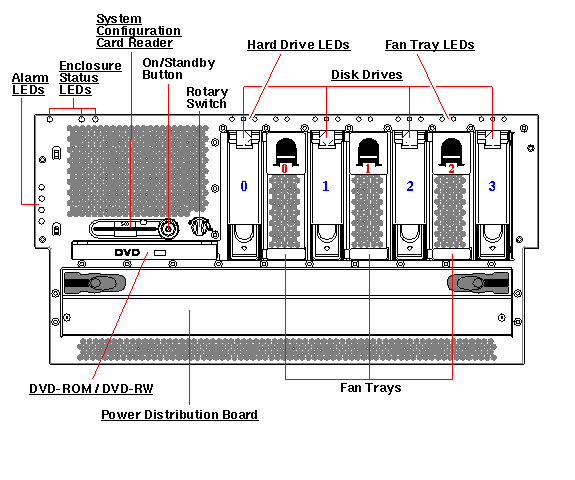 System
Configuration
Card Reader
Hard Drive LEDs
Fan Tray LEDs
On/Standby
Button
Enclosure
Status
LEDs
Alarm
LEDs
Disk Drives
Rotary
Switch
0
0
1
1
2
2
3
DVD
DVD-ROM / DVD-RW
Fan Trays
Power Distribution Board